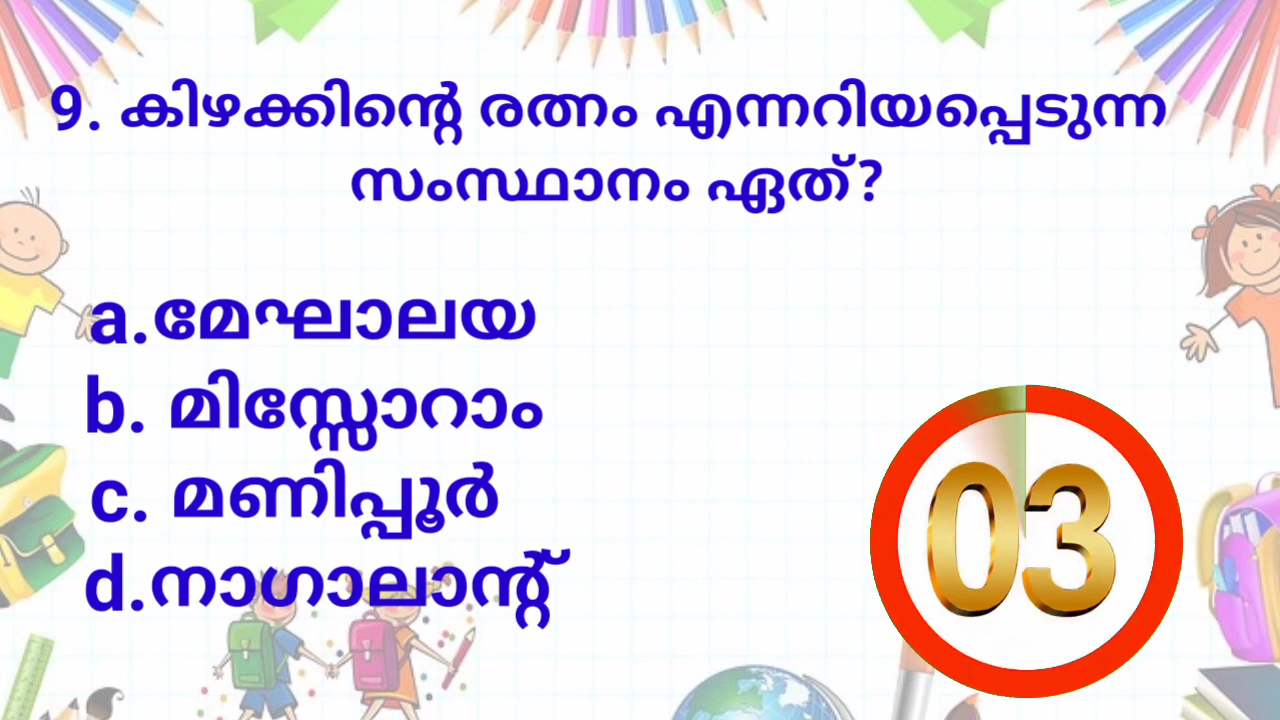 9. കിഴക്കിന്റെ രത്നം എന്നറിയപ്പെടുന്ന
സംസ്ഥാനം ഏത്?
a.മേഘാലയ
b. മിസ്സോറാം
c. മണിപ്പൂർ
d.നാഗാലാന്റ്
03